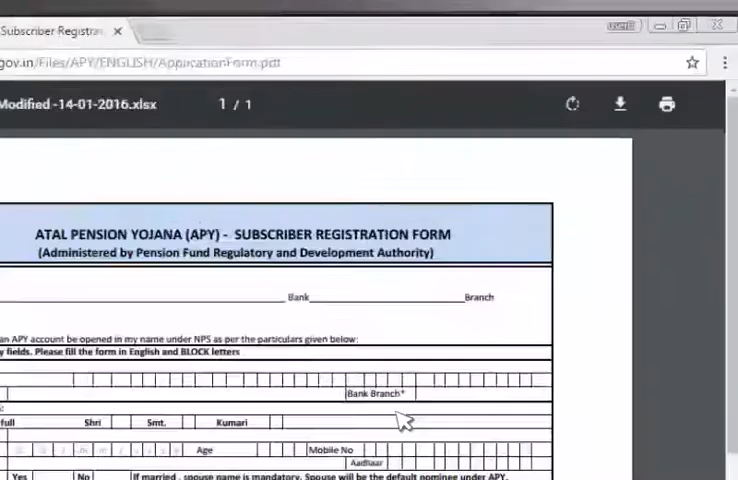 Subscriber Registra
user8
gov.in/Files/APY/ENGLISH/ApplicationForm.pdf
Modified -14-01-2016.xlsx 1 / 1
ATAL PENSION YOJANA (APY) - SUBSCRIBER REGISTRATION FORM
(Administered by Pension Fund Regulatory and Development Authority)
Bank Branch
an APY account be opened in my name under NPS as per the particulars given below:
y fields. Please fill the form in English and BLOCK letters
Bank Branch*
full Shri Smt. Kumari
Age Mobile No
Aadhaar
Yes No If married , spouse name is mandatory. Spouse will be the default nominee under APY.